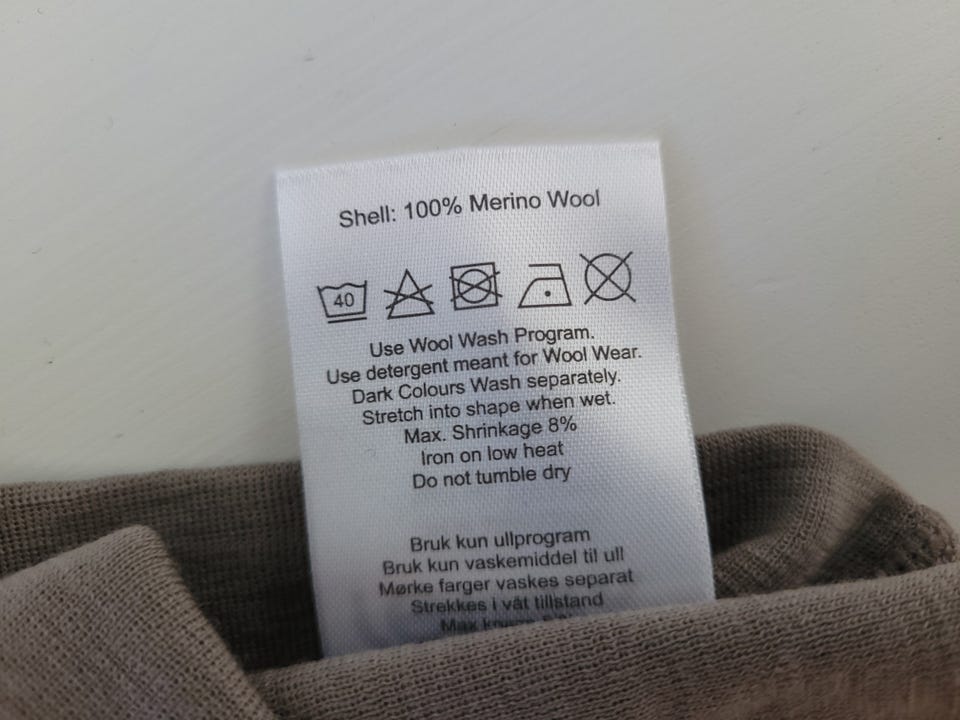 Shell: 100% Merino Wool
40
Use Wool Wash Program.
Use detergent meant for Wool Wear.
Dark Colours Wash separately.
Stretch into shape when wet.
Max. Shrinkage 8%
Iron on low heat
Do not tumble dry
Bruk kun ullprogram
Bruk kun vaskemiddel til ull
Mørke farger vaskes separat
Strekkes i våt tillstand
Max